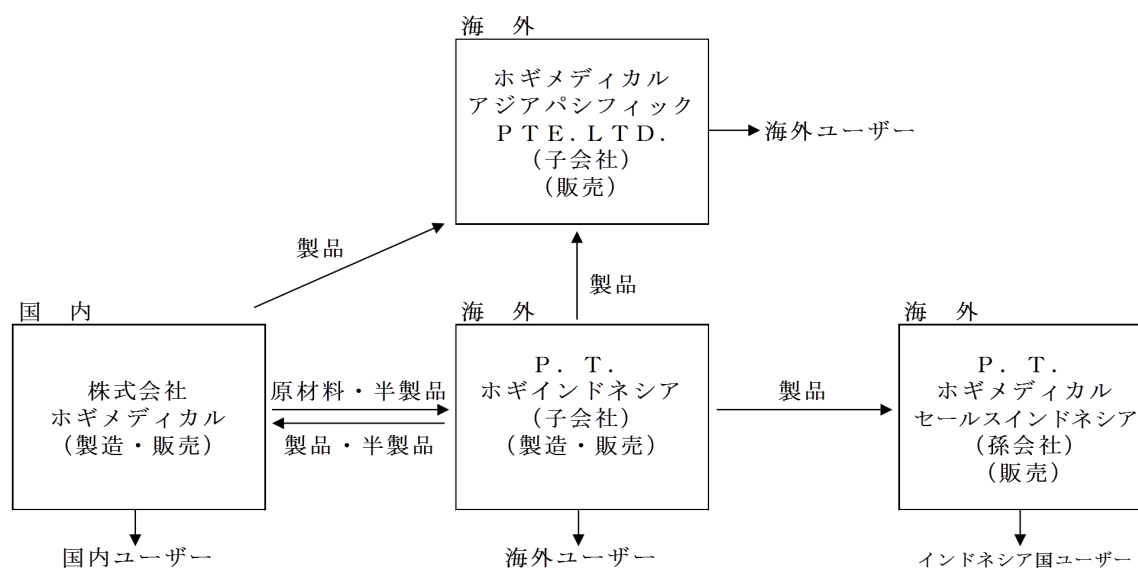 海 外
ホギメディカル
アジアパシフィック
ＰＴＥ.ＬＴＤ.
(子会社)
(販売)
海外ユーザー
製品
製品
国 内
株式会社
ホギメディカル
(製造・販売)
原材料・半製品
製品・半製品
海 外
Ｐ. Ｔ.
ホギインドネシア
(子会社)
(製造・販売)
製品
海 外
Ｐ. Ｔ.
ホギメディカル
セールスインドネシア
(孫会社)
(販売)
国内ユーザー
海外ユーザー
インドネシア国ユーザー